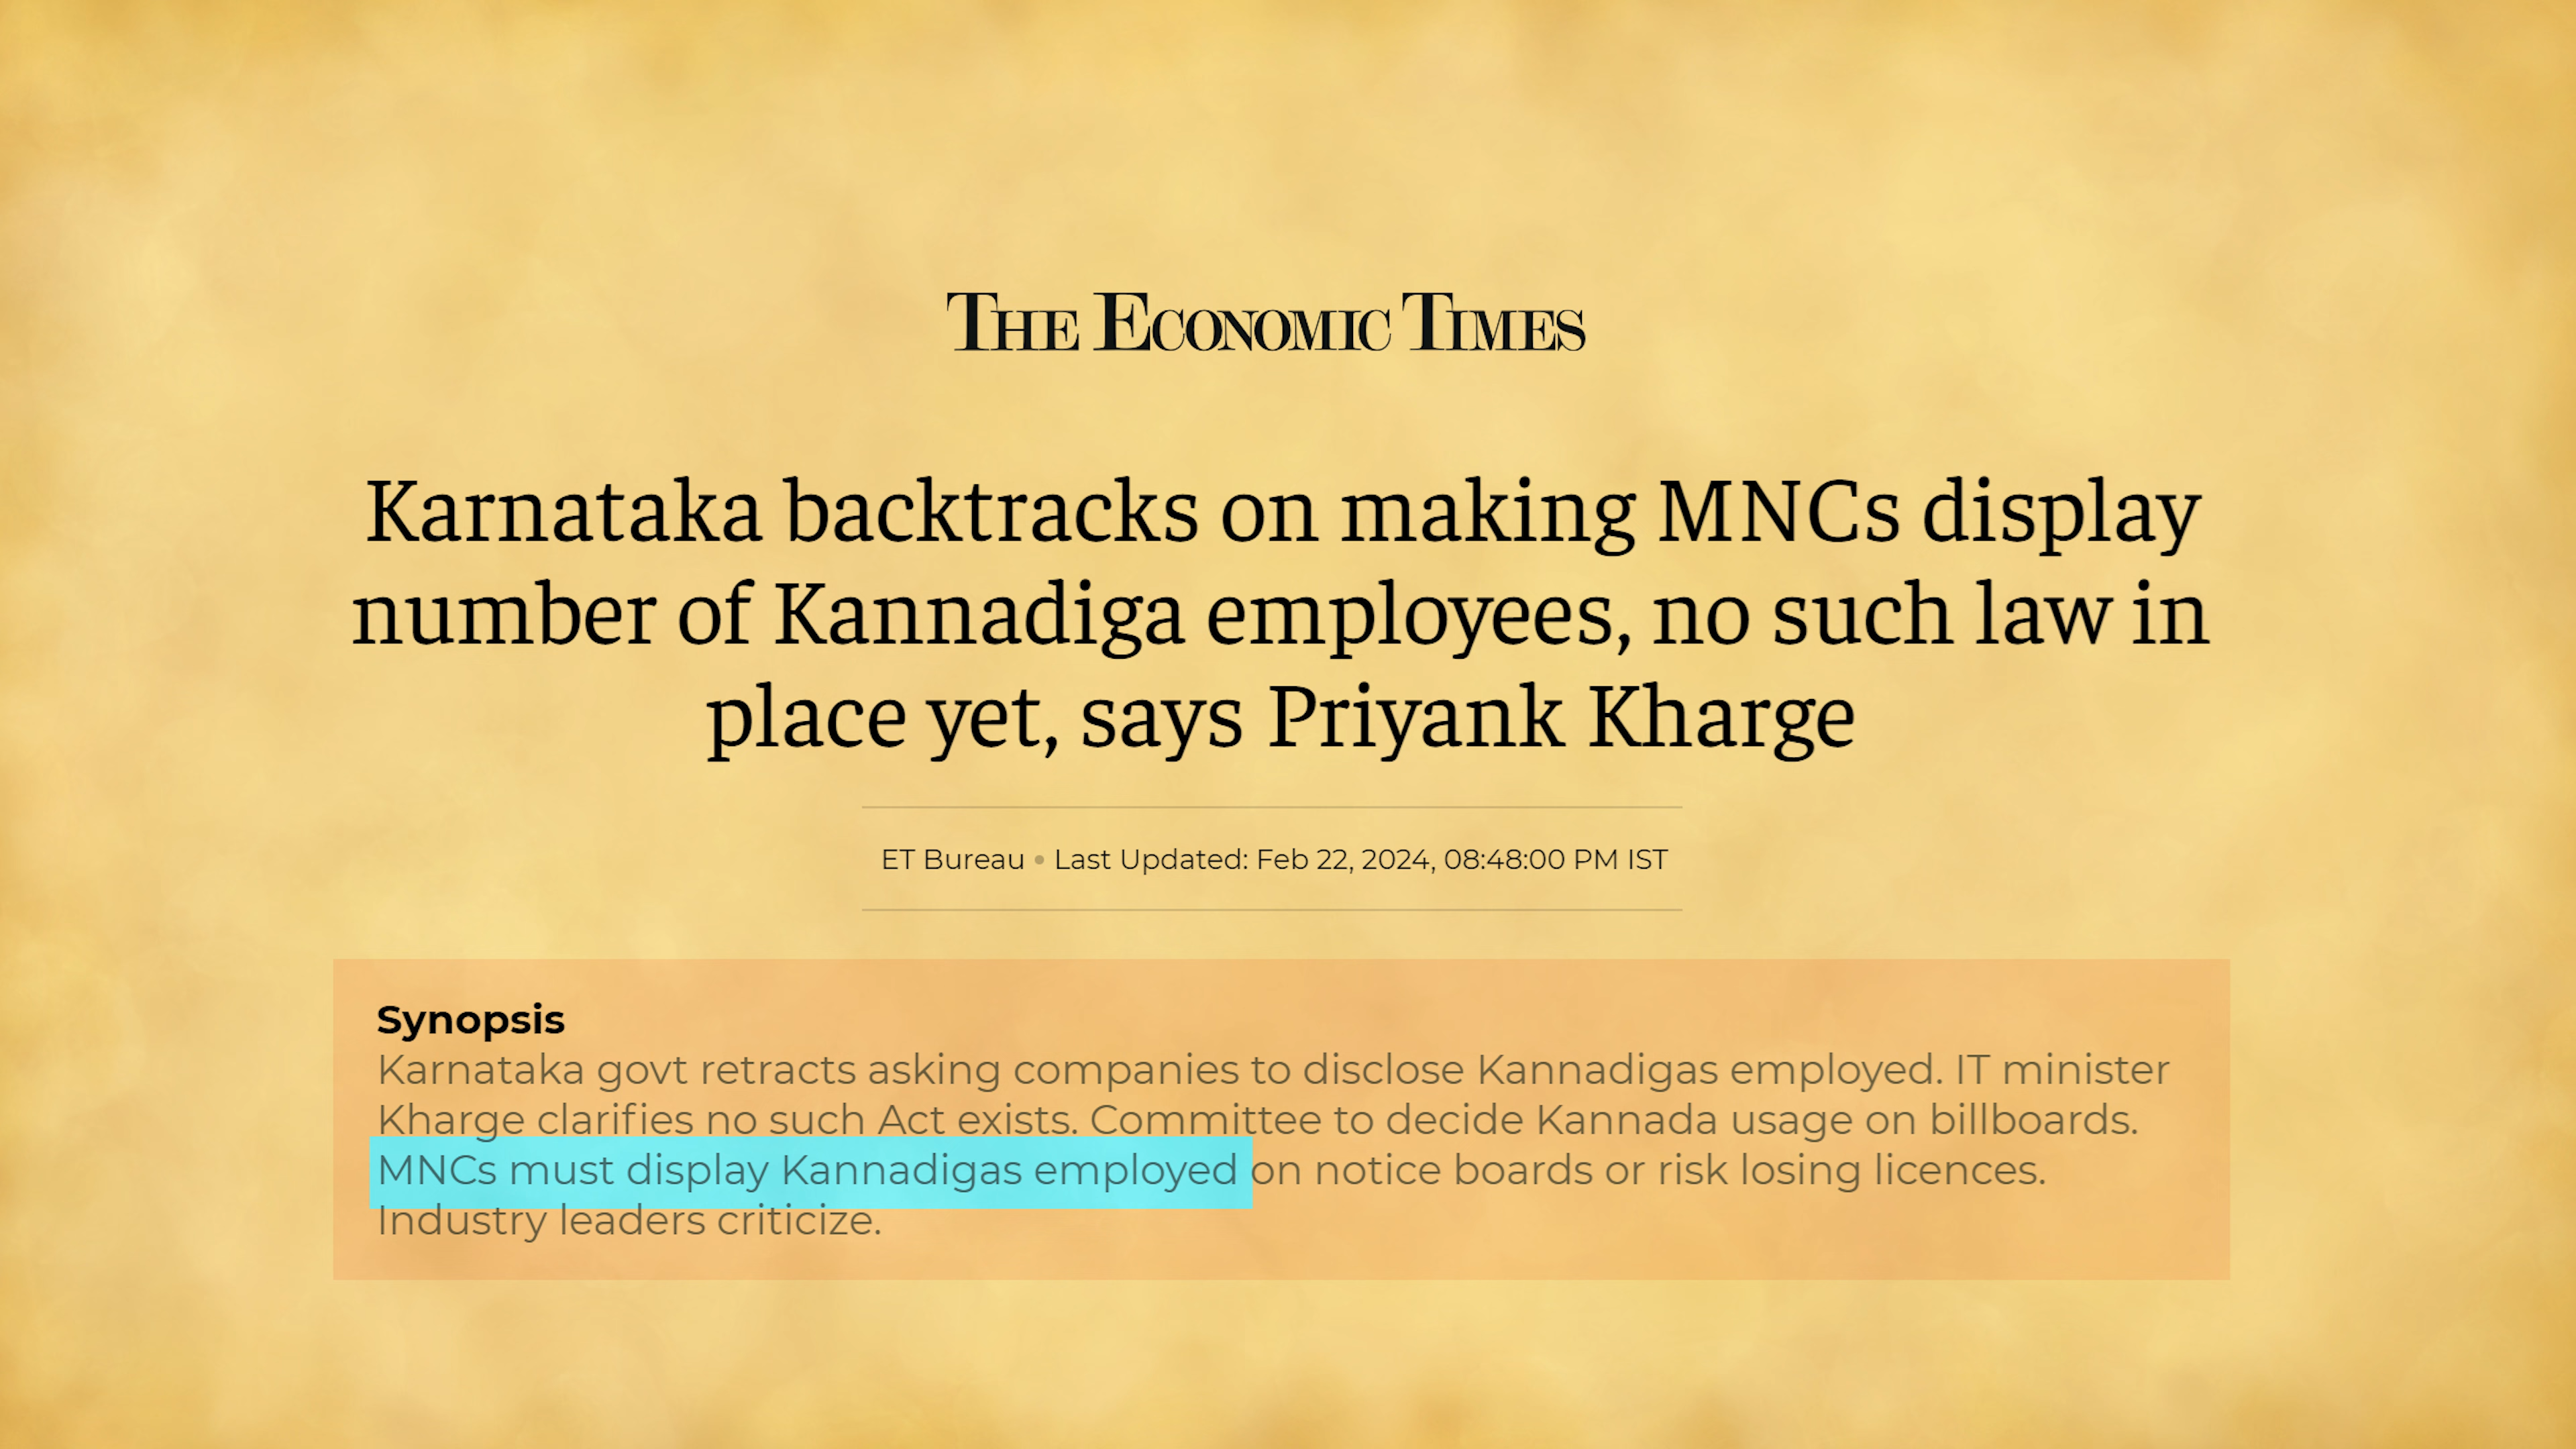 THE ECONOMIC TIMES
Karnataka backtracks on making MNCs display
number of Kannadiga employees, no such law in
place yet, says Priyank Kharge
ET Bureau • Last Updated: Feb 22, 2024, 08:48:00 PM IST
Synopsis
Karnataka govt retracts asking companies to disclose Kannadigas employed. IT minister
Kharge clarifies no such Act exists. Committee to decide Kannada usage on billboards.
MNCs must display Kannadigas employed on notice boards or risk losing licences.
Industry leaders criticize.